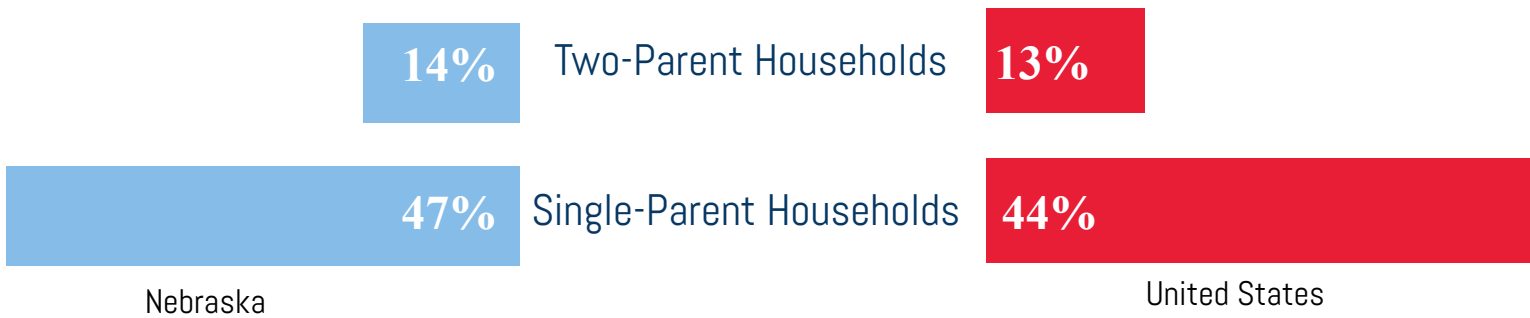 14% Two-Parent Households 13%
47% Single-Parent Households 44%
Nebraska United States